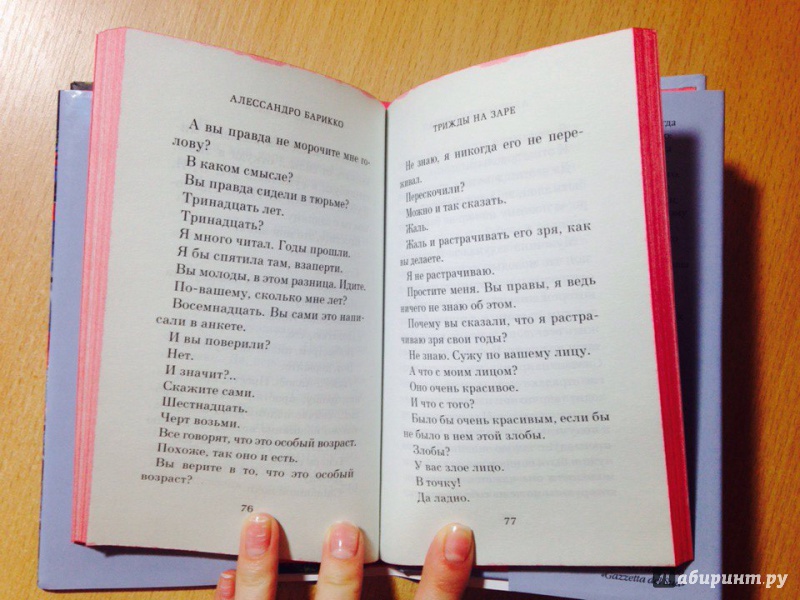 АЛЕССАНДРО БАРИККО
А вы правда не морочите мне го-
лову?
В каком смысле?
Вы правда сидели в тюрьме?
Тринадцать лет.
Тринадцать?
Я много читал. Годы прошли.
Я бы спятила там, взаперти.
Вы молоды, в этом разница. Идите.
По-вашему, сколько мне лет?
Восемнадцать. Вы сами это напи-
сали в анкете.
И вы поверили?
Нет.
И значит?..
Скажите сами.
Шестнадцать.
Черт возьми.
Все говорят, что это особый возраст.
Похоже, так оно и есть.
Вы верите в то, что это особый
возраст?
76
ТРИЖДЫ НА ЗАРЕ
Не знаю, я никогда его не пере-
живал.
Перескочили?
Можно и так сказать.
Жаль.
Жаль и растрачивать его зря, как
вы делаете.
Я не растрачиваю.
Простите меня. Вы правы, я ведь
ничего не знаю об этом.
Почему вы сказали, что я растра-
чиваю зря свои годы?
Не знаю. Сужу по вашему лицу.
А что с моим лицом?
Оно очень красивое.
И что с того?
Было бы очень красивым, если бы
не было в нем этой злобы.
Злобы?
У вас злое лицо.
В точку!
Да ладно.
77
«Gazzetta
Лабиринт.ру